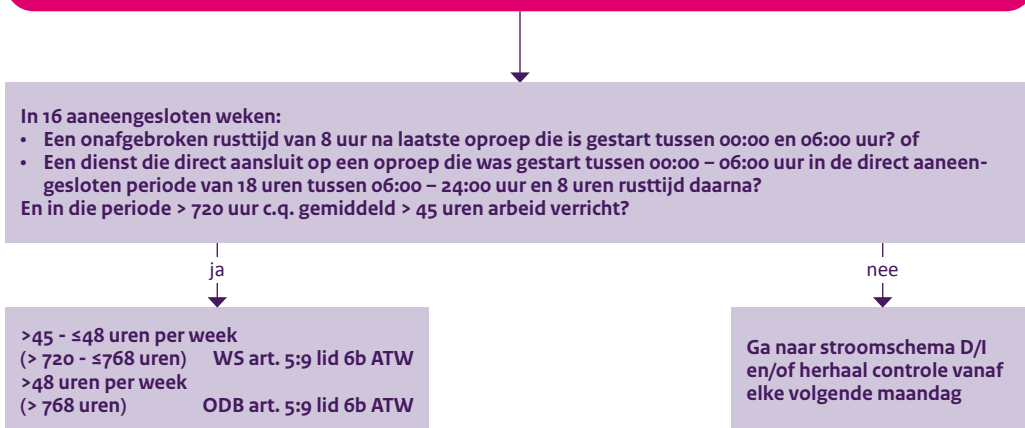 In 16 aaneengesloten weken:
• Een onafgebroken rusttijd van 8 uur na laatste oproep die is gestart tussen 00:00 en 06:00 uur? of
• Een dienst die direct aansluit op een oproep die was gestart tussen 00:00 – 06:00 uur in de direct aaneen-
gesloten periode van 18 uren tussen 06:00 – 24:00 uur en 8 uren rusttijd daarna?
En in die periode > 720 uur c.q. gemiddeld > 45 uren arbeid verricht?
ja
nee
>45 - ≤48 uren per week
(> 720 - ≤768 uren) WS art. 5:9 lid 6b ATW
>48 uren per week
(> 768 uren) ODB art. 5:9 lid 6b ATW
Ga naar stroomschema D/I
en/of herhaal controle vanaf
elke volgende maandag